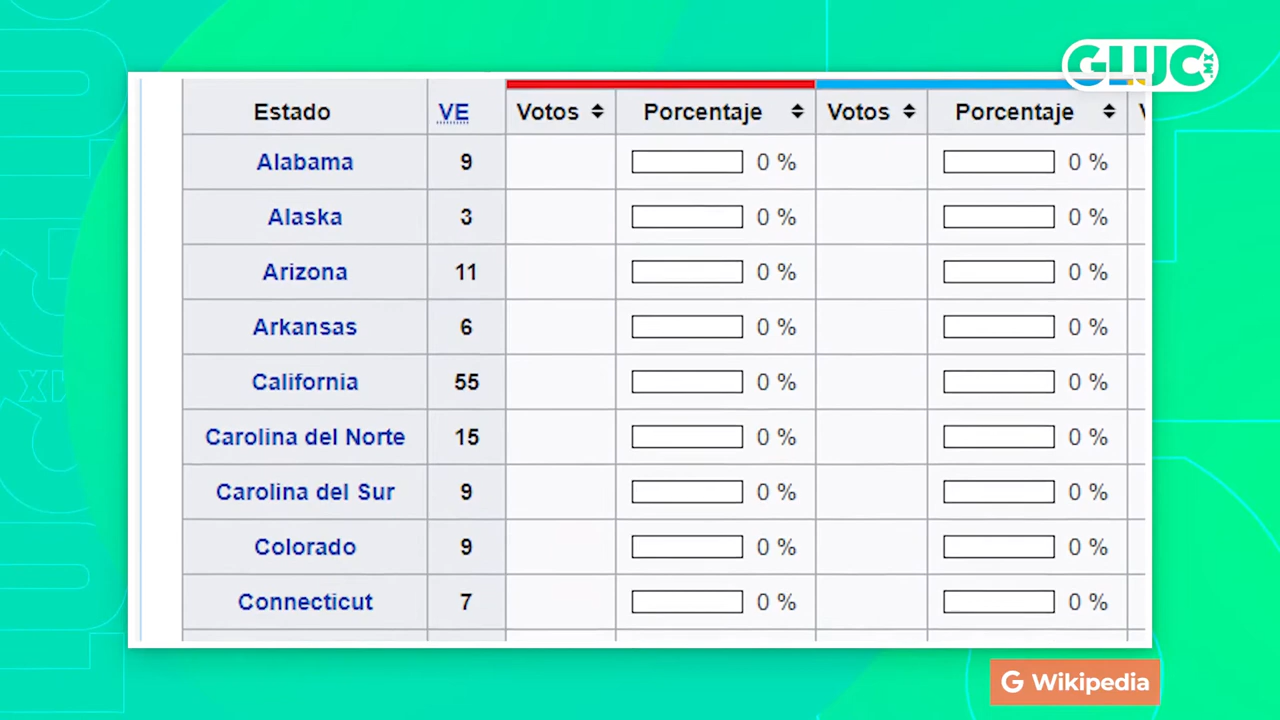 GLUC.MX
Estado VE Votos Porcentaje Votos Porcentaje
Alabama 9 0 % 0 %
Alaska 3 0 % 0 %
Arizona 11 0 % 0 %
Arkansas 6 0 % 0 %
California 55 0 % 0 %
Carolina del Norte 15 0 % 0 %
Carolina del Sur 9 0 % 0 %
Colorado 9 0 % 0 %
Connecticut 7 0 % 0 %
G Wikipedia